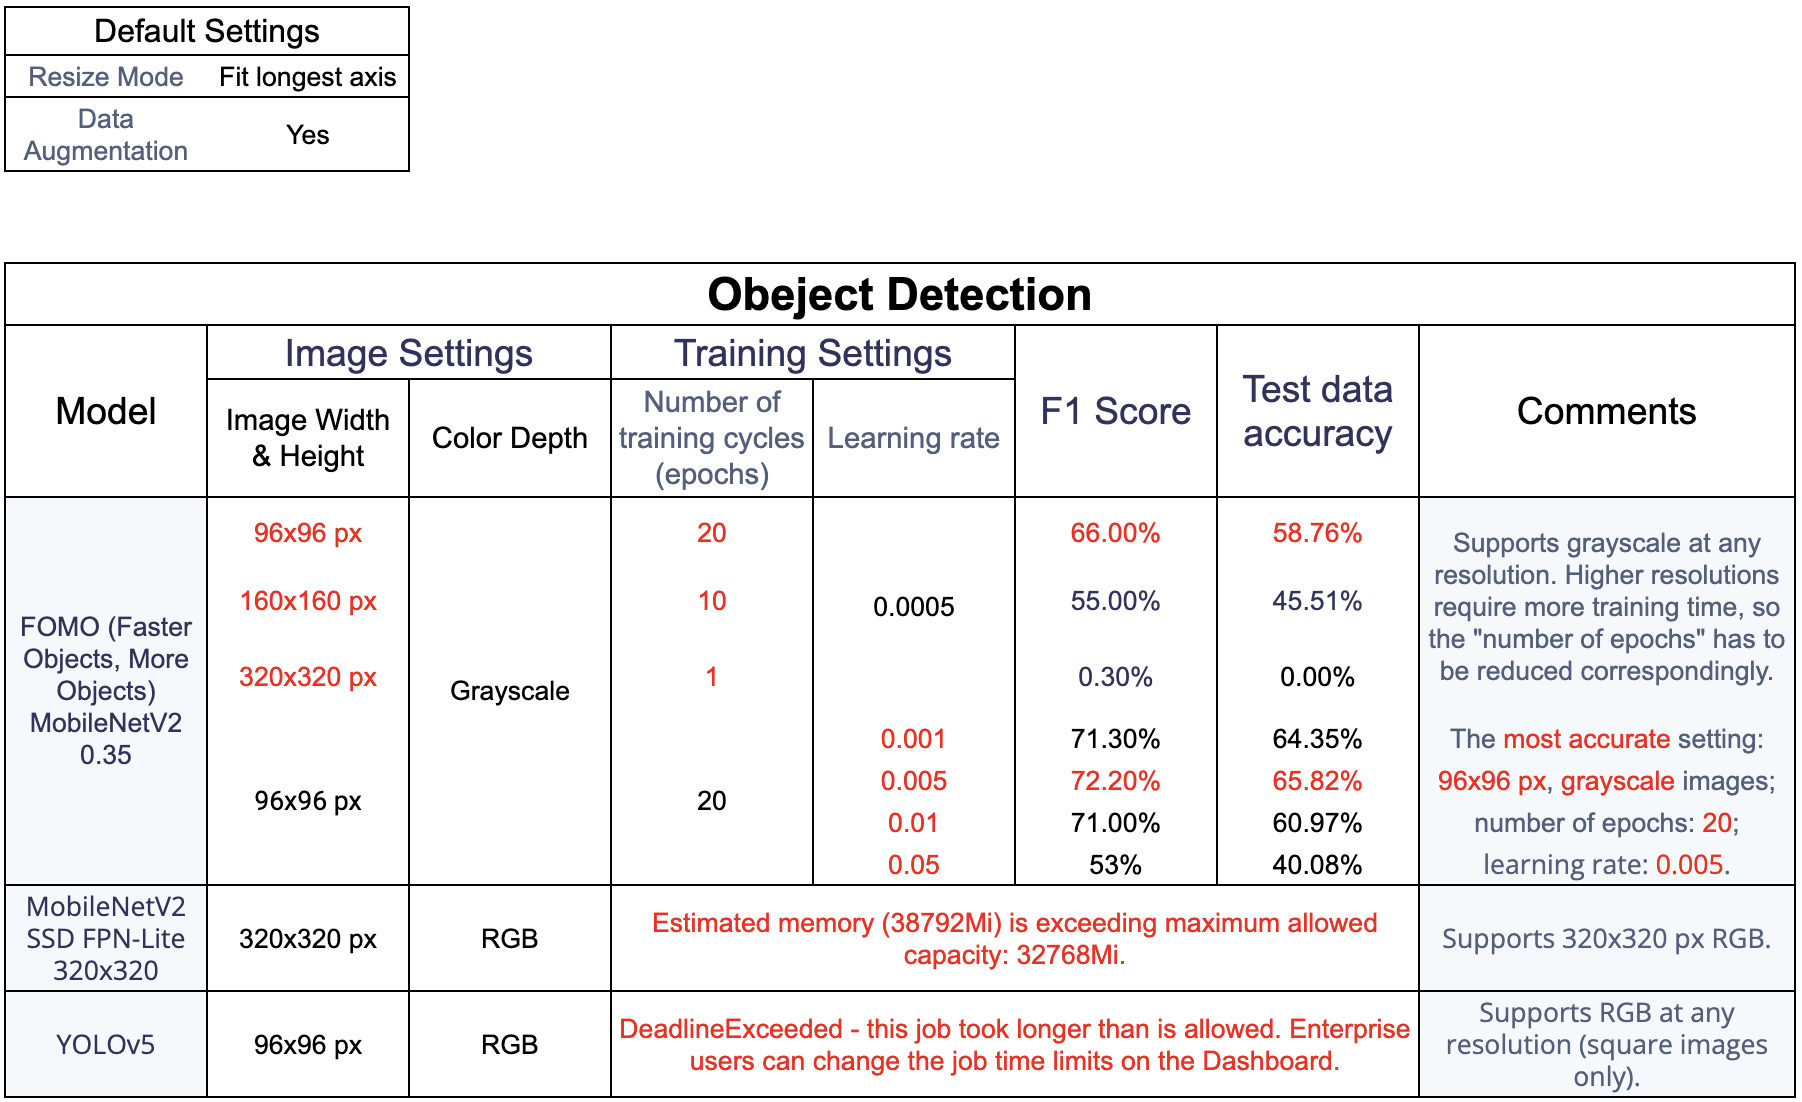 Default Settings
Resize Mode Fit longest axis
Data
Augmentation
Yes
Obeject Detection
Model
Image Settings
Training Settings
F1 Score
Test data
accuracy
Comments
Image Width
& Height
Color Depth
Number of
training cycles
(epochs)
Learning rate
FOMO (Faster
Objects, More
Objects)
MobileNetV2
0.35
96x96 px
160x160 px
320x320 px
96x96 px
Grayscale
20
10
1
20
0.0005
0.001
0.005
0.01
0.05
66.00%
55.00%
0.30%
71.30%
72.20%
71.00%
53%
58.76%
45.51%
0.00%
64.35%
65.82%
60.97%
40.08%
Supports grayscale at any
resolution. Higher resolutions
require more training time, so
the "number of epochs" has to
be reduced correspondingly.
The most accurate setting:
96x96 px, grayscale images;
number of epochs: 20;
learning rate: 0.005.
MobileNetV2
SSD FPN-Lite
320x320
320x320 px
RGB
Estimated memory (38792Mi) is exceeding maximum allowed
capacity: 32768Mi.
Supports 320x320 px RGB.
YOLOv5
96x96 px
RGB
DeadlineExceeded - this job took longer than is allowed. Enterprise
users can change the job time limits on the Dashboard.
Supports RGB at any
resolution (square images
only).